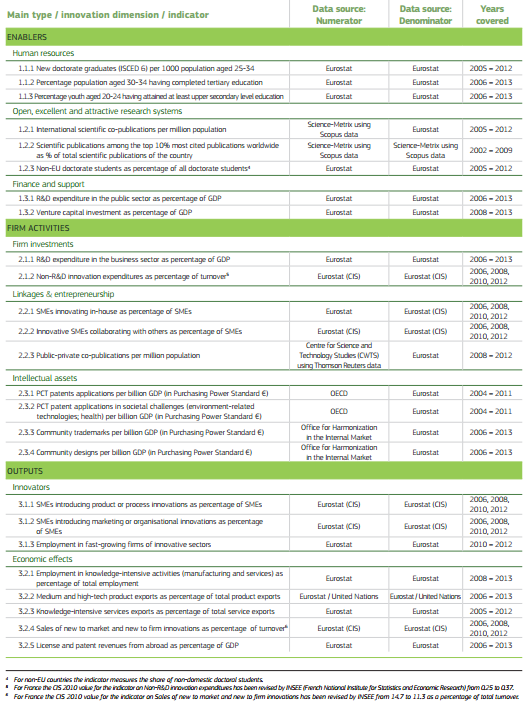 Main type / innovation dimension / indicator
Data source: Numerator
Data source: Denominator
Years covered
ENABLERS
Human resources
1.1.1 New doctorate graduates (ISCED 6) per 1000 population aged 25-34 Eurostat Eurostat 2005 – 2012
1.1.2 Percentage population aged 30-34 having completed tertiary education Eurostat Eurostat 2006 – 2013
1.1.3 Percentage youth aged 20-24 having attained at least upper secondary level education Eurostat Eurostat 2006 – 2013
Open, excellent and attractive research systems
1.2.1 International scientific co-publications per million population Science-Metrix using Scopus data Eurostat 2005 – 2012
1.2.2 Scientific publications among the top 10% most cited publications worldwide
as % of total scientific publications of the country Science-Metrix using Scopus data Science-Metrix using Scopus data 2002 – 2009
1.2.3 Non-EU doctorate students as percentage of all doctorate students⁴ Eurostat Eurostat 2005 – 2012
Finance and support
1.3.1 R&D expenditure in the public sector as percentage of GDP Eurostat Eurostat 2006 – 2013
1.3.2 Venture capital investment as percentage of GDP Eurostat Eurostat 2008 – 2013
FIRM ACTIVITIES
Firm investments
2.1.1 R&D expenditure in the business sector as percentage of GDP Eurostat Eurostat 2006 – 2013
2.1.2 Non-R&D innovation expenditures as percentage of turnover⁵ Eurostat (CIS) Eurostat (CIS) 2006, 2008, 2010, 2012
Linkages & entrepreneurship
2.2.1 SMEs innovating in-house as percentage of SMEs Eurostat Eurostat (CIS) 2006, 2008, 2010, 2012
2.2.2 Innovative SMEs collaborating with others as percentage of SMEs Eurostat (CIS) Eurostat (CIS) 2006, 2008, 2010, 2012
2.2.3 Public-private co-publications per million population Centre for Science and Technology Studies (CWTS) using Thomson Reuters data Eurostat 2008 – 2012
Intellectual assets
2.3.1 PCT patents applications per billion GDP (in Purchasing Power Standard €) OECD Eurostat 2004 – 2011
2.3.2 PCT patent applications in societal challenges (environment-related
technologies; health) per billion GDP (in Purchasing Power Standard €) OECD Eurostat 2004 – 2011
2.3.3 Community trademarks per billion GDP (in Purchasing Power Standard €) Office for Harmonization in the Internal Market Eurostat 2006 – 2013
2.3.4 Community designs per billion GDP (in Purchasing Power Standard €) Office for Harmonization in the Internal Market Eurostat 2006 – 2013
OUTPUTS
Innovators
3.1.1 SMEs introducing product or process innovations as percentage of SMEs Eurostat (CIS) Eurostat (CIS) 2006, 2008, 2010, 2012
3.1.2 SMEs introducing marketing or organisational innovations as percentage
of SMEs Eurostat (CIS) Eurostat (CIS) 2006, 2008, 2010, 2012
3.1.3 Employment in fast-growing firms of innovative sectors Eurostat Eurostat 2010 – 2012
Economic effects
3.2.1 Employment in knowledge-intensive activities (manufacturing and services) as
percentage of total employment Eurostat Eurostat 2008 – 2013
3.2.2 Medium and high-tech product exports as percentage of total product exports Eurostat / United Nations Eurostat / United Nations 2006 – 2013
3.2.3 Knowledge-intensive services exports as percentage of total service exports Eurostat Eurostat 2005 – 2012
3.2.4 Sales of new to market and new to firm innovations as percentage of turnover⁶ Eurostat (CIS) Eurostat (CIS) 2006, 2008, 2010, 2012
3.2.5 License and patent revenues from abroad as percentage of GDP Eurostat Eurostat 2006 – 2013
⁴ For non-EU countries the indicator measures the share of non-domestic doctoral students.
⁵ For France the CIS 2010 value for the indicator on Non-R&D innovation expenditures has been revised by INSEE (French National Institute for Statistics and Economic Research) from 0.25 to 0.37.
⁶ For France the CIS 2010 value for the indicator on Sales of new to market and new to firm innovations has been revised by INSEE from 14.7 to 11.3 as a percentage of total turnover.